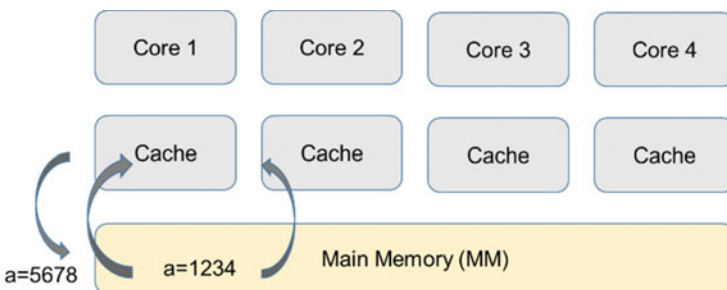 Core 1
Core 2
Core 3
Core 4
Cache
Cache
Cache
Cache
a=5678
a=1234
Main Memory (MM)